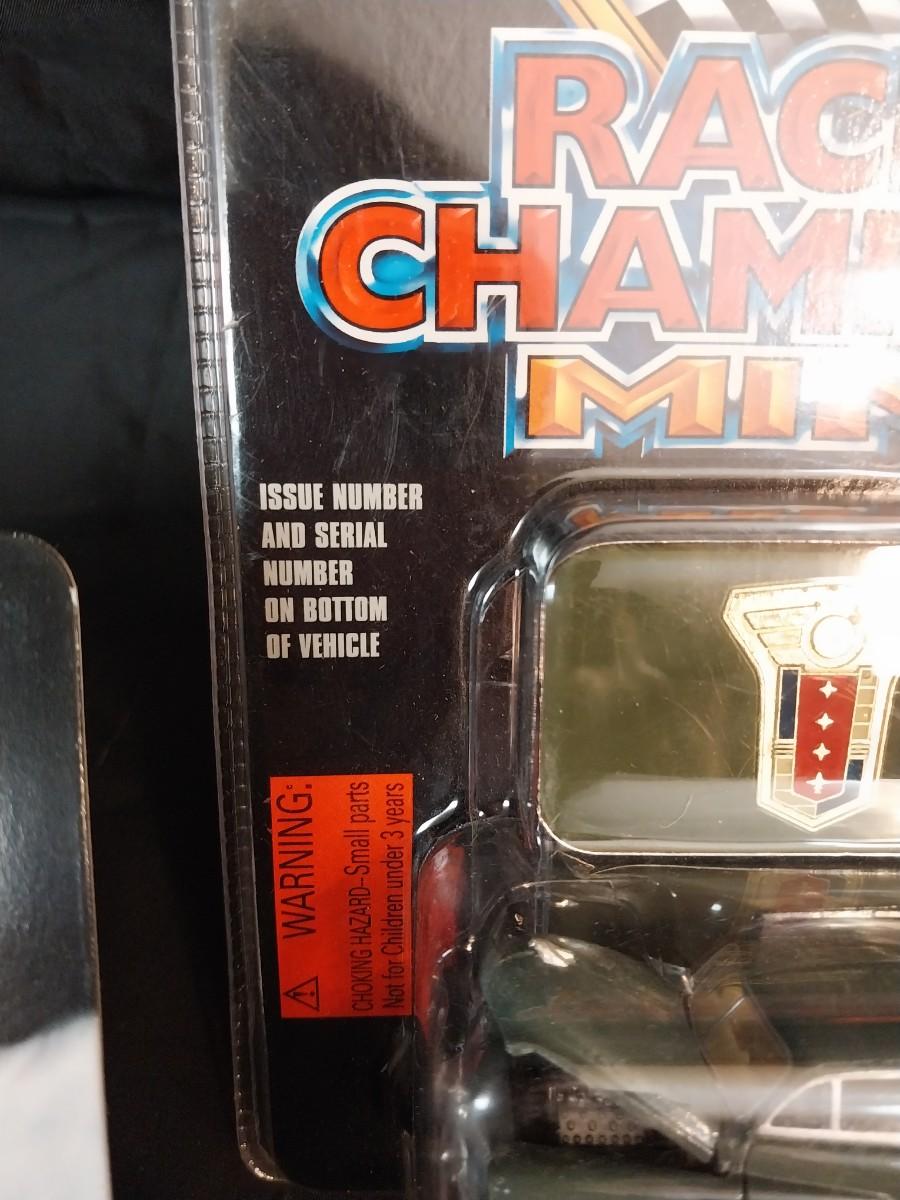 RAC
CHAM
MIN
ISSUE NUMBER
AND SERIAL
NUMBER
ON BOTTOM
OF VEHICLE
WARNING:
CHOKING HAZARD--Small parts
Not for Children under 3 years